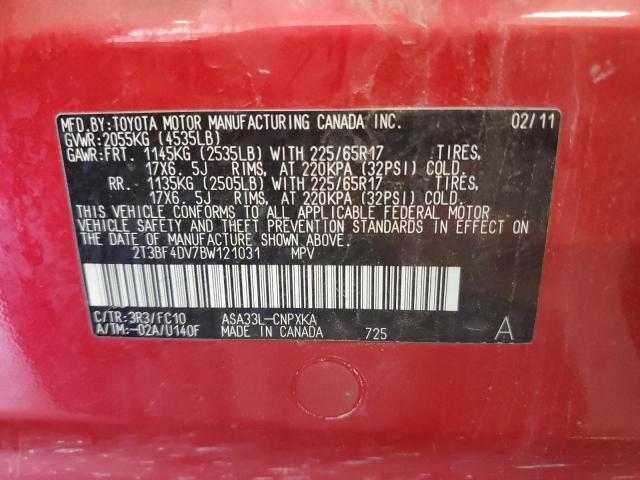 MFD.BY:TOYOTA MOTOR MANUFACTURING CANADA INC. 02/11
GVWR:2055KG (4535LB)
GAWR:FRT. 1145KG (2535LB) WITH 225/65R17 TIRES,
17X6.5J RIMS, AT 220KPA (32PSI) COLD.
RR. 1135KG (2505LB) WITH 225/65R17 TIRES,
17X6.5J RIMS, AT 220KPA (32PSI) COLD.
THIS VEHICLE CONFORMS TO ALL APPLICABLE FEDERAL MOTOR
VEHICLE SAFETY AND THEFT PREVENTION STANDARDS IN EFFECT ON
THE DATE OF MANUFACTURE SHOWN ABOVE.
2T3BF4DV7BW121031 MPV
C/TR:3R3/FC10 ASA33L-CNPXKA
A/TM:-02A/U140F MADE IN CANADA 725 A